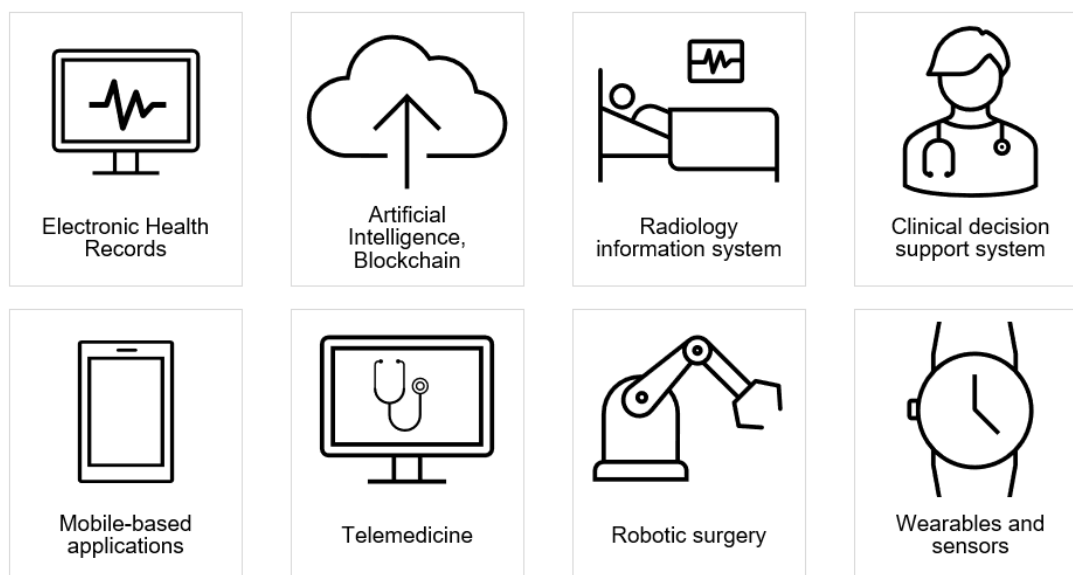 Electronic Health
Records
Artificial
Intelligence,
Blockchain
Radiology
information system
Clinical decision
support system
Mobile-based
applications
Telemedicine
Robotic surgery
Wearables and
sensors